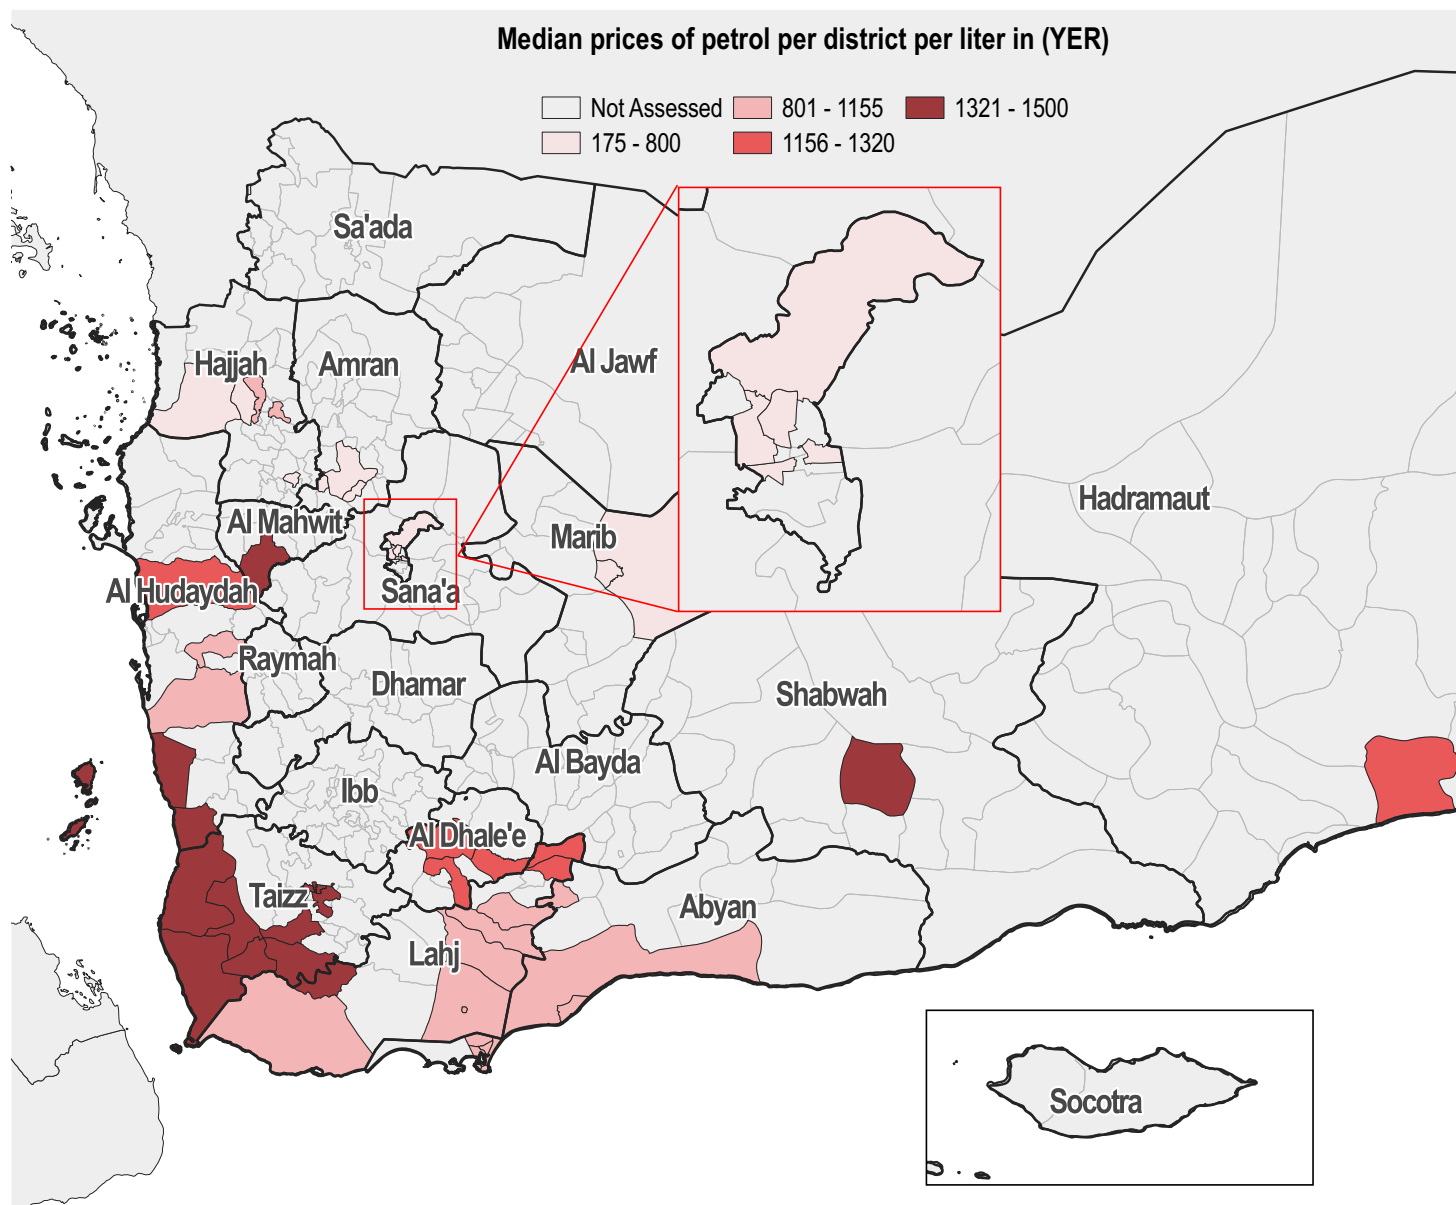 Median prices of petrol per district per liter in (YER)
Not Assessed
801 - 1155
1321 - 1500
175 - 800
1156 - 1320
Sa'ada
Hajjah
Amran
Al Jawf
Hadramaut
Al Mahwit
Marib
Al Hudaydah
Sana'a
Raymah
Dhamar
Shabwah
Al Bayda
Ibb
Al Dhale'e
Taizz
Abyan
Lahj
Socotra